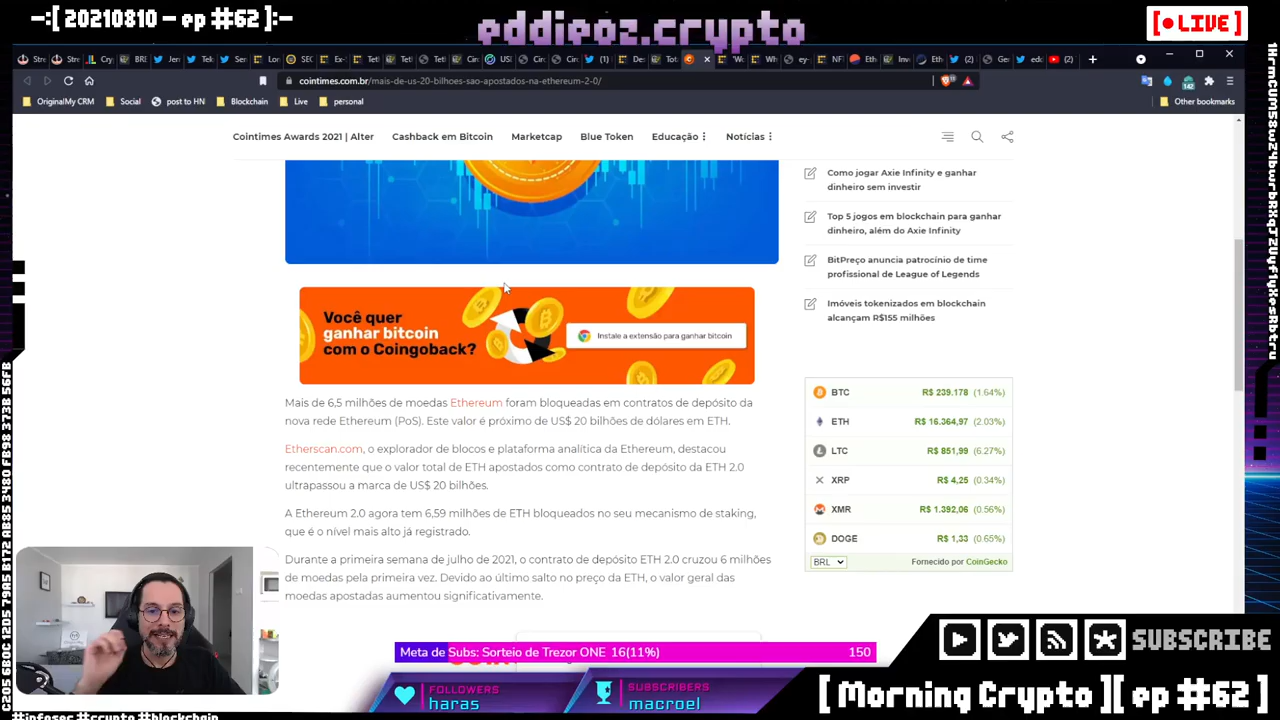 -:[ 20210810 - ep #62 ]:-
eddieoz.crypto
[● LIVE]
cointimes.com.br/mais-de-us-20-bilhoes-sao-apostados-na-ethereum-2-0/
OriginalMy CRM
Social
post to HN
Blockchain
Live
personal
Other bookmarks
Cointimes Awards 2021 | Alter
Cashback em Bitcoin
Marketcap
Blue Token
Educação
Notícias
Como jogar Axie Infinity e ganhar
dinheiro sem investir
Top 5 jogos em blockchain para ganhar
dinheiro, além do Axie Infinity
BitPreço anuncia patrocínio de time
profissional de League of Legends
Imóveis tokenizados em blockchain
alcançam R$155 milhões
Você quer
ganhar bitcoin
com o Coingoback?
Instale a extensão para ganhar bitcoin
Mais de 6,5 milhões de moedas Ethereum foram bloqueadas em contratos de depósito da
nova rede Ethereum (PoS). Este valor é próximo de US$ 20 bilhões de dólares em ETH.
Etherscan.com, o explorador de blocos e plataforma analítica da Ethereum, destacou
recentemente que o valor total de ETH apostados como contrato de depósito da ETH 2.0
ultrapassou a marca de US$ 20 bilhões.
A Ethereum 2.0 agora tem 6,59 milhões de ETH bloqueados no seu mecanismo de staking,
que é o nível mais alto já registrado.
Durante a primeira semana de julho de 2021, o contrato de depósito ETH 2.0 cruzou 6 milhões
de moedas pela primeira vez. Devido ao último salto no preço da ETH, o valor geral das
moedas apostadas aumentou significativamente.
BTC R$ 239.178 (1.64%)
ETH R$ 16.364,97 (2.03%)
LTC R$ 851,99 (6.27%)
XRP R$ 4,25 (0.34%)
XMR R$ 1.392,06 (0.56%)
DOGE R$ 1,33 (0.65%)
BRL
Fornecido por CoinGecko
Meta de Subs: Sorteio de Trezor ONE 16(11%)
150
FOLLOWERS
haras
SUBSCRIBERS
macroel
SUBSCRIBE
[ Morning Crypto ][ ep #62 ]
#infosec #crypto #blockchain